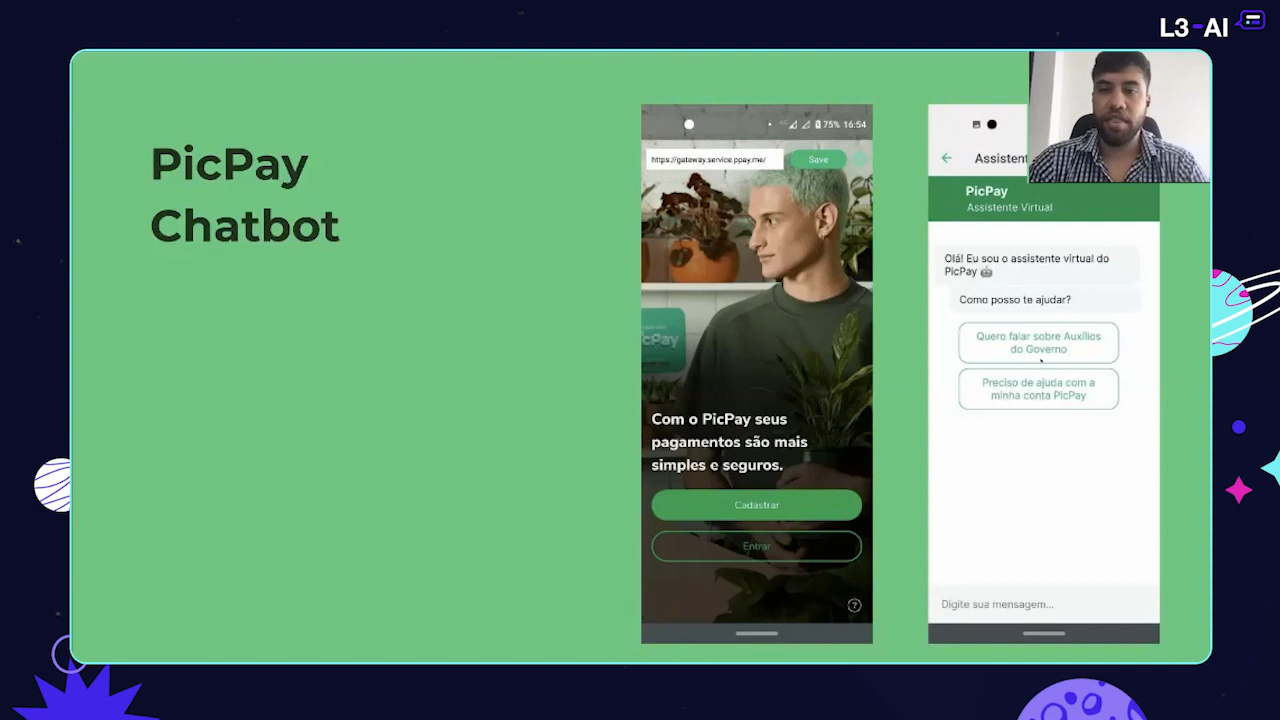 L3-AI
PicPay
Chatbot
75% 16:54
https://gateway.service.ppay.me/
Save
cPay
Com o PicPay seus
pagamentos são mais
simples e seguros.
Cadastrar
Entrar
?
Assistent
PicPay
Assistente Virtual
Olá! Eu sou o assistente virtual do
PicPay 🤖
Como posso te ajudar?
Quero falar sobre Auxílios
do Governo
Preciso de ajuda com a
minha conta PicPay
Digite sua mensagem...